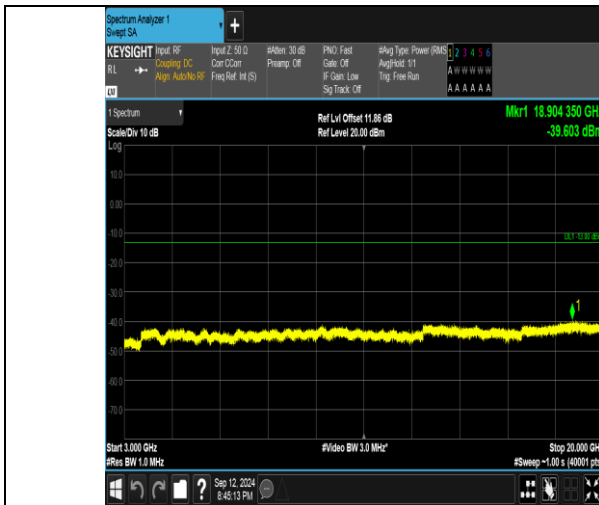 Spectrum Analyzer 1
Swept SA
+
KEYSIGHT Input: RF Input Z: 50 Ω #Atten: 30 dB PNO: Fast #Avg Type: Power (RMS 1 2 3 4 5 6
RL Coupling: DC Corr CCorr Preamp: Off Gate: Off Avg|Hold: 1/1 A W W W W W
Align: Auto/No RF Freq Ref: Int (S) IF Gain: Low Trig: Free Run
Sig Track: Off A A A A A A
1 Spectrum Ref Lvl Offset 11.86 dB Mkr1 18.904 350 GH
Scale/Div 10 dB Ref Level 20.00 dBm -39.603 dBm
Log
10.0
0.00
-10.0 DL1 -13.00 dB
-20.0
-30.0
1
-40.0
-50.0
-60.0
-70.0
Start 3.000 GHz #Video BW 3.0 MHz* Stop 20.000 GH
#Res BW 1.0 MHz #Sweep ~1.00 s (40001 pts
? Sep 12, 2024
8:45:13 PM